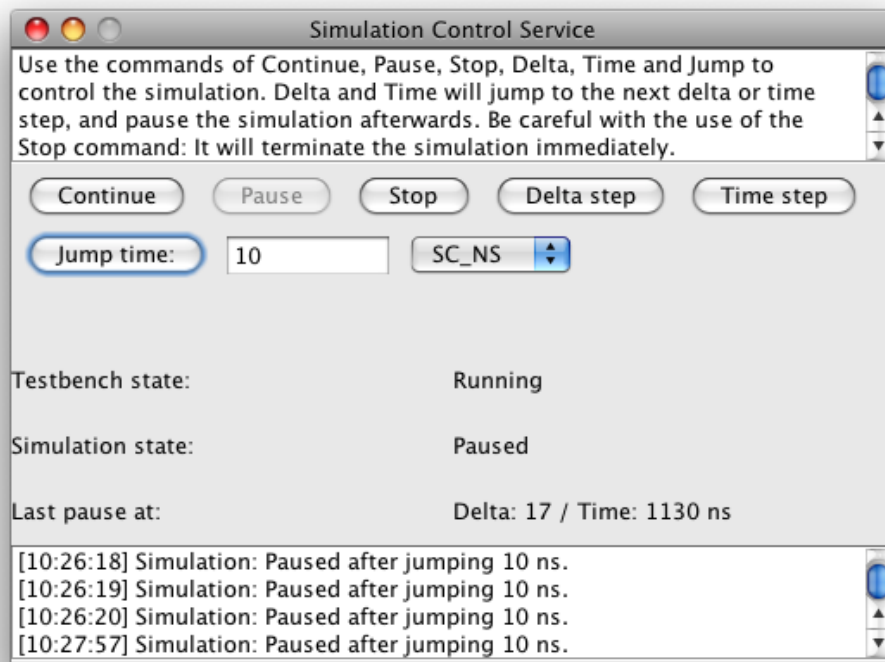 Simulation Control Service
Use the commands of Continue, Pause, Stop, Delta, Time and Jump to
control the simulation. Delta and Time will jump to the next delta or time
step, and pause the simulation afterwards. Be careful with the use of the
Stop command: It will terminate the simulation immediately.
Continue Pause Stop Delta step Time step
Jump time: 10 SC_NS
Testbench state: Running
Simulation state: Paused
Last pause at: Delta: 17 / Time: 1130 ns
[10:26:18] Simulation: Paused after jumping 10 ns.
[10:26:19] Simulation: Paused after jumping 10 ns.
[10:26:20] Simulation: Paused after jumping 10 ns.
[10:27:57] Simulation: Paused after jumping 10 ns.